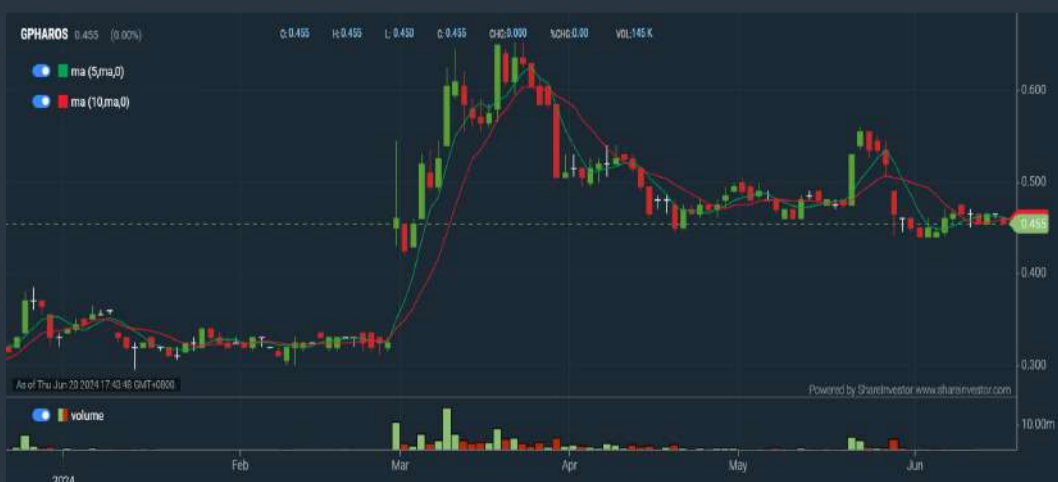 GPHAROS 0.455 (0.00%) O: 0.455 H: 0.455 L: 0.450 C: 0.455 CHG:0.000 %CHG:0.00 VOL:145 K
ma (5,ma,0)
ma (10,ma,0)
0.600
0.500
0.455
0.400
0.300
As of Thu Jun 20 2024 17:43:48 GMT+0800
Powered by ShareInvestor www.shareinvestor.com
volume
10.00m
Feb Mar Apr May Jun
2024